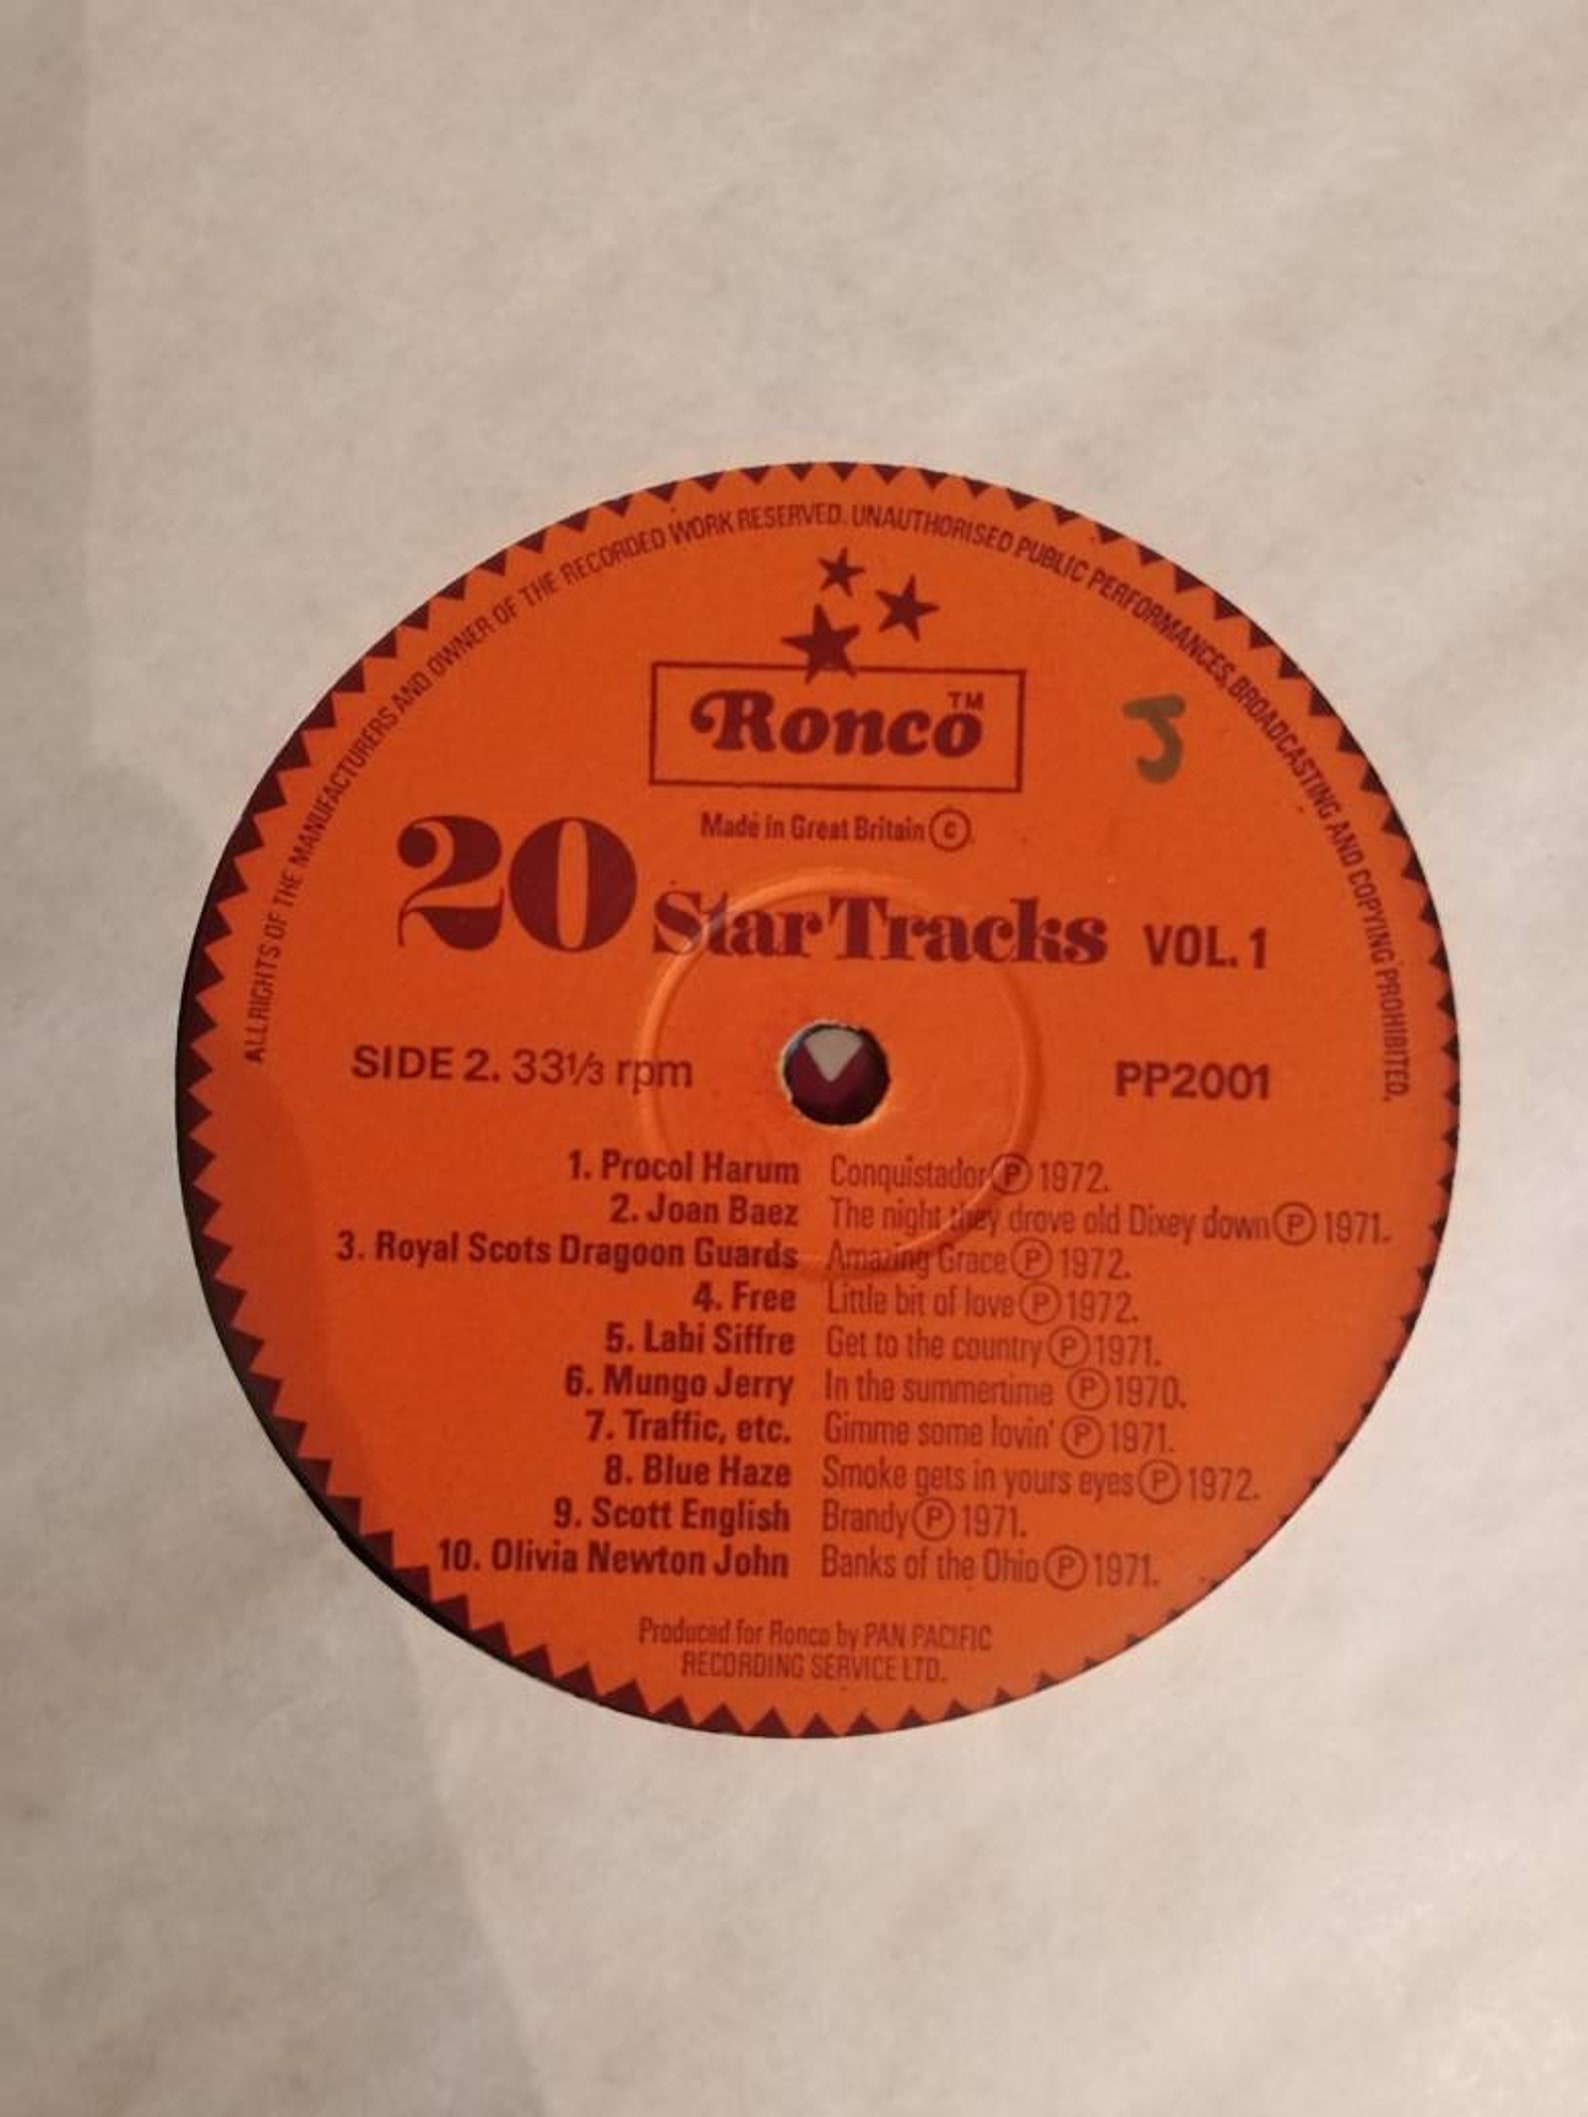 ALL RIGHTS OF THE MANUFACTURERS AND OWNER OF THE RECORDED WORK RESERVED. UNAUTHORISED PUBLIC PERFORMANCES, BROADCASTING AND COPYING PROHIBITED.
Ronco™
J
Made in Great Britain ©
20 Star Tracks VOL. 1
SIDE 2. 33⅓ rpm PP2001
1. Procol Harum Conquistador Ⓟ 1972.
2. Joan Baez The night they drove old Dixey down Ⓟ 1971.
3. Royal Scots Dragoon Guards Amazing Grace Ⓟ 1972.
4. Free Little bit of love Ⓟ 1972.
5. Labi Siffre Get to the country Ⓟ 1971.
6. Mungo Jerry In the summertime Ⓟ 1970.
7. Traffic, etc. Gimme some lovin' Ⓟ 1971.
8. Blue Haze Smoke gets in yours eyes Ⓟ 1972.
9. Scott English Brandy Ⓟ 1971.
10. Olivia Newton John Banks of the Ohio Ⓟ 1971.
Produced for Ronco by PAN PACIFIC
RECORDING SERVICE LTD.